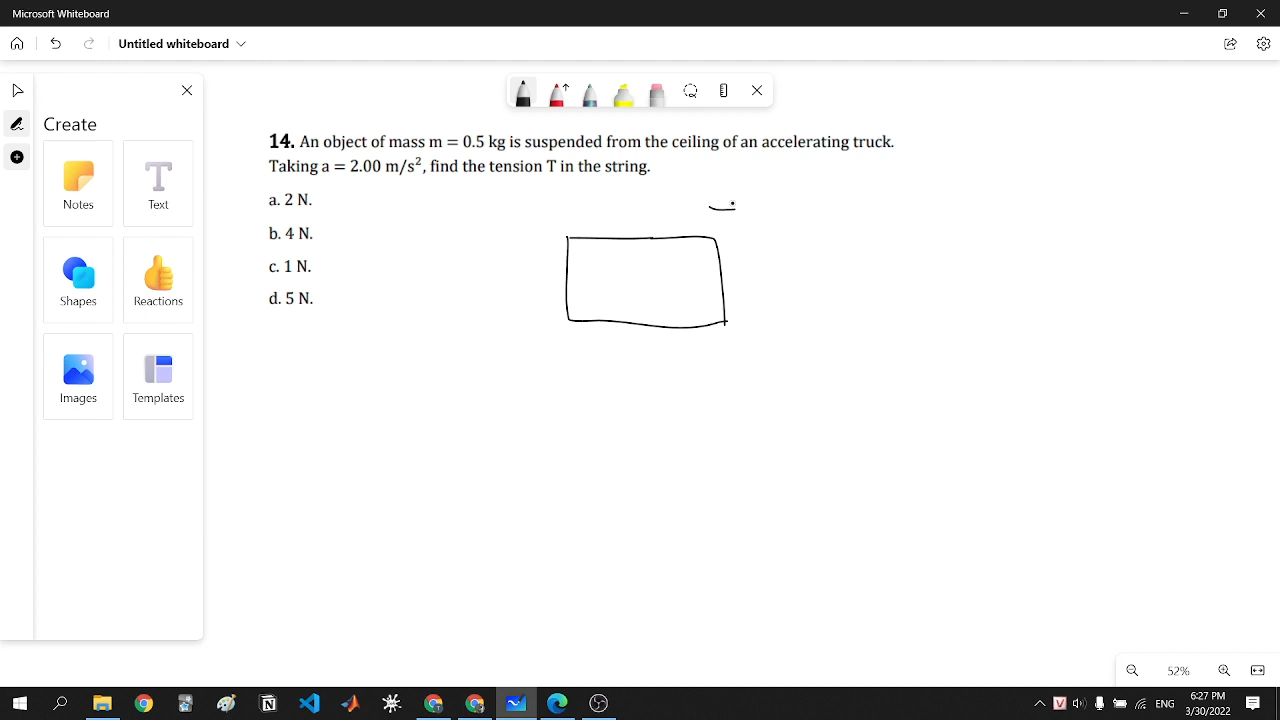 Microsoft Whiteboard
Untitled whiteboard
Create
Notes
Text
Shapes
Reactions
Images
Templates
14. An object of mass m = 0.5 kg is suspended from the ceiling of an accelerating truck.
Taking a = 2.00 m/s², find the tension T in the string.
a. 2 N.
b. 4 N.
c. 1 N.
d. 5 N.
52%
ENG
6:27 PM
3/30/2022